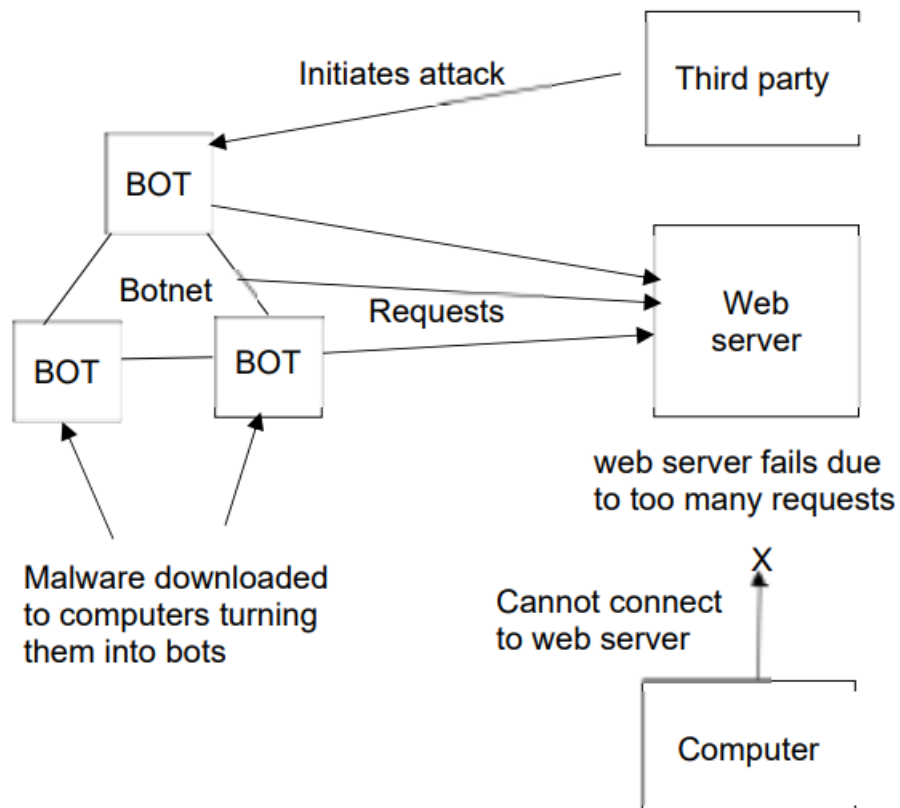 Initiates attack
Third party
BOT
Botnet
Requests
Web
server
BOT
BOT
web server fails due
to too many requests
Malware downloaded
to computers turning
them into bots
X
Cannot connect
to web server
Computer